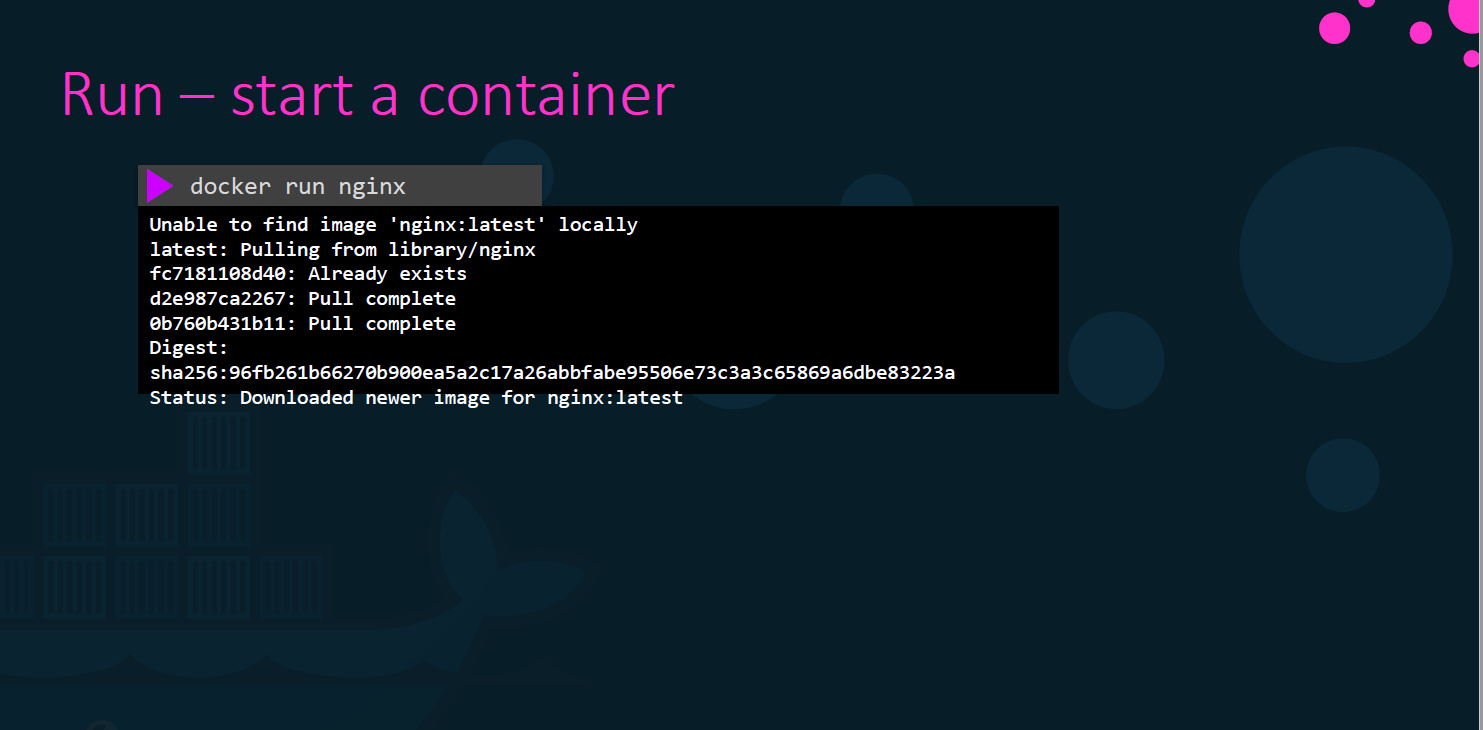 Run – start a container
docker run nginx
Unable to find image 'nginx:latest' locally
latest: Pulling from library/nginx
fc7181108d40: Already exists
d2e987ca2267: Pull complete
0b760b431b11: Pull complete
Digest:
sha256:96fb261b66270b900ea5a2c17a26abbfabe95506e73c3a3c65869a6dbe83223a
Status: Downloaded newer image for nginx:latest